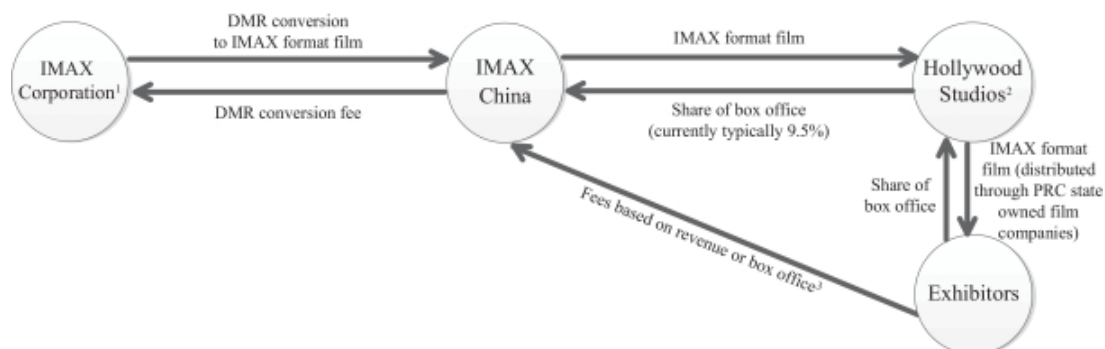 DMR conversion
to IMAX format film
IMAX format film
IMAX
Corporation¹
IMAX
China
Hollywood
Studios²
DMR conversion fee
Share of box office
(currently typically 9.5%)
IMAX format
film (distributed
through PRC state
owned film
companies)
Share of
box office
Fees based on revenue or box office³
Exhibitors